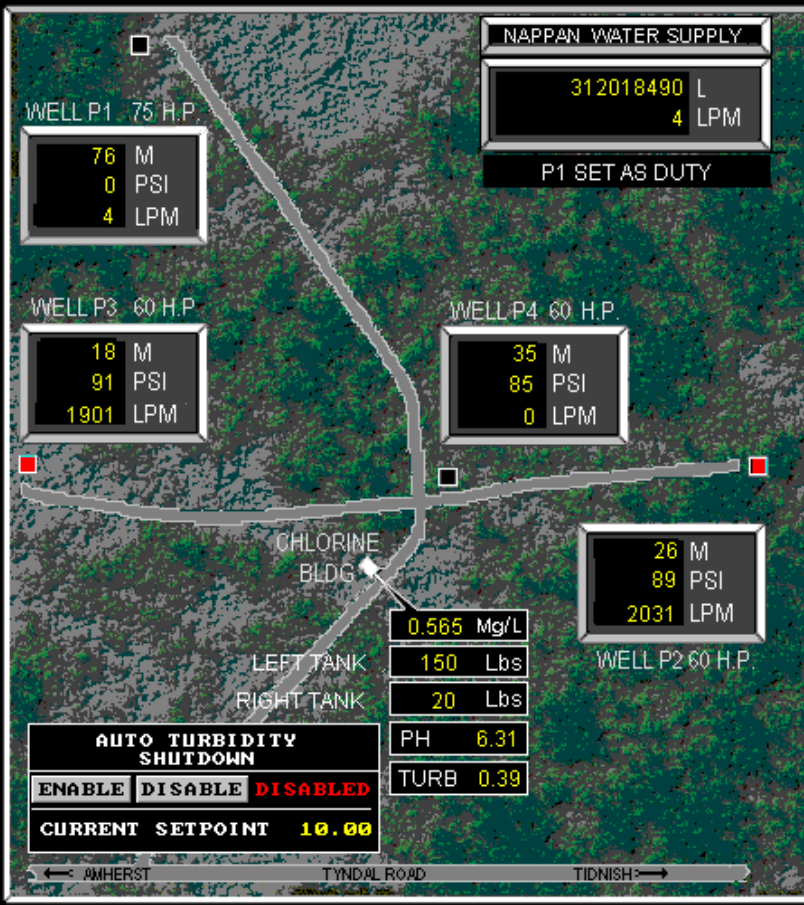 NAPPAN WATER SUPPLY
312018490 L
4 LPM
P1 SET AS DUTY
WELL P1 75 H.P.
76 M
0 PSI
4 LPM
WELL P3 60 H.P.
18 M
91 PSI
1901 LPM
WELL P4 60 H.P.
35 M
85 PSI
0 LPM
26 M
89 PSI
2031 LPM
WELL P2 60 H.P.
CHLORINE
BLDG
0.565 Mg/L
LEFT TANK 150 Lbs
RIGHT TANK 20 Lbs
PH 6.31
TURB 0.39
AUTO TURBIDITY
SHUTDOWN
ENABLE DISABLE DISABLED
CURRENT SETPOINT 10.00
AMHERST TYNDAL ROAD TIDNISH